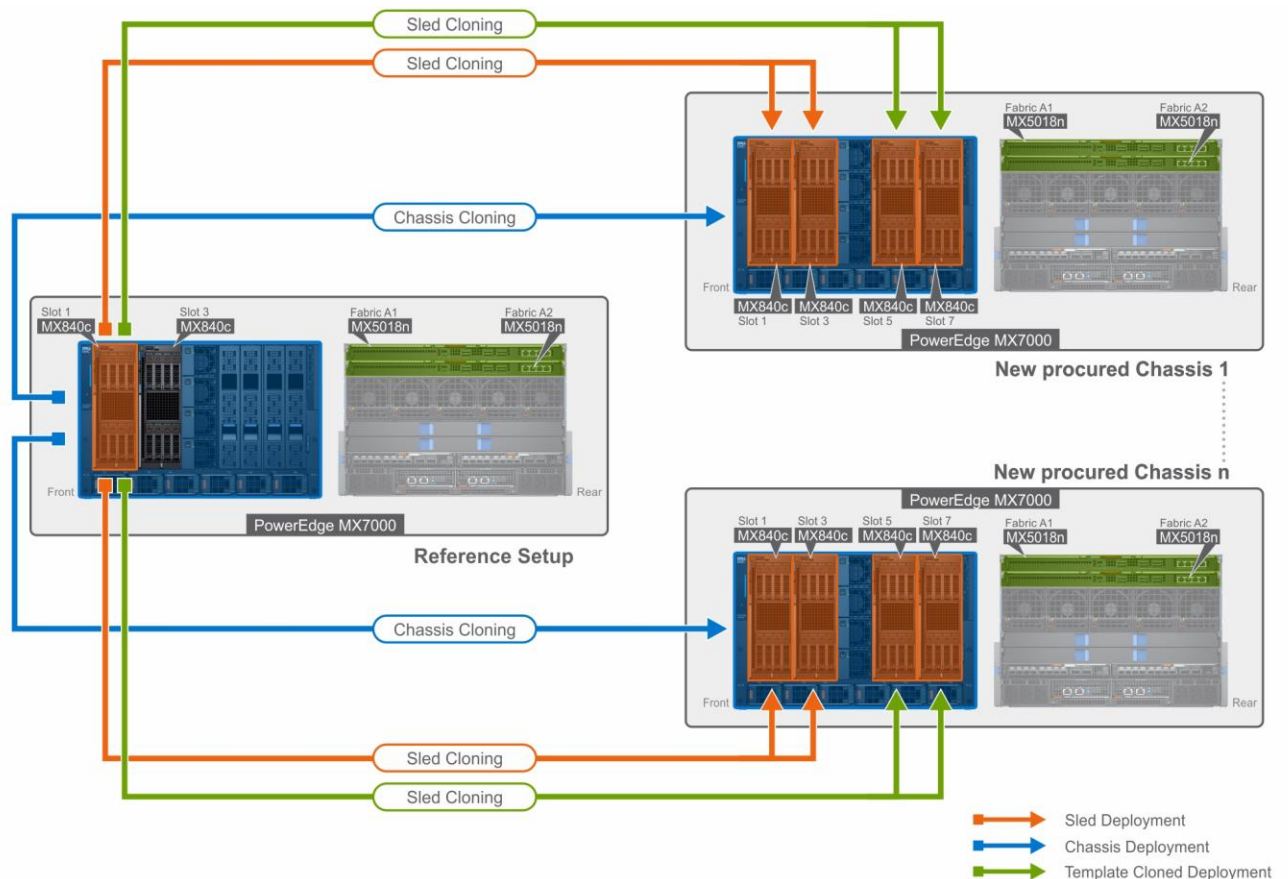 Sled Cloning
Sled Cloning
Chassis Cloning
Fabric A1
MX5018n
Fabric A2
MX5018n
Front
MX840c
MX840c
MX840c
MX840c
Slot 1
Slot 3
Slot 5
Slot 7
Rear
PowerEdge MX7000
New procured Chassis 1
Slot 1
MX840c
Slot 3
MX840c
Fabric A1
MX5018n
Fabric A2
MX5018n
Front
Rear
PowerEdge MX7000
Reference Setup
New procured Chassis n
PowerEdge MX7000
Slot 1
MX840c
Slot 3
MX840c
Slot 5
MX840c
Slot 7
MX840c
Fabric A1
MX5018n
Fabric A2
MX5018n
Front
Rear
Chassis Cloning
Sled Cloning
Sled Cloning
Sled Deployment
Chassis Deployment
Template Cloned Deployment